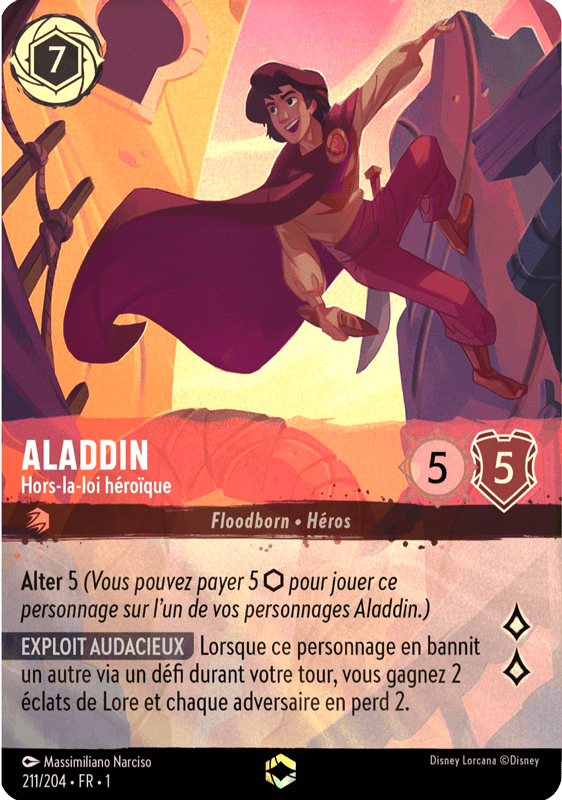 7
ALADDIN
Hors-la-loi héroïque
5
5
Floodborn • Héros
Alter 5 (Vous pouvez payer 5 ⬡ pour jouer ce
personnage sur l'un de vos personnages Aladdin.)
EXPLOIT AUDACIEUX Lorsque ce personnage en bannit
un autre via un défi durant votre tour, vous gagnez 2
éclats de Lore et chaque adversaire en perd 2.
Massimiliano Narciso
Disney Lorcana ©Disney
211/204 • FR • 1